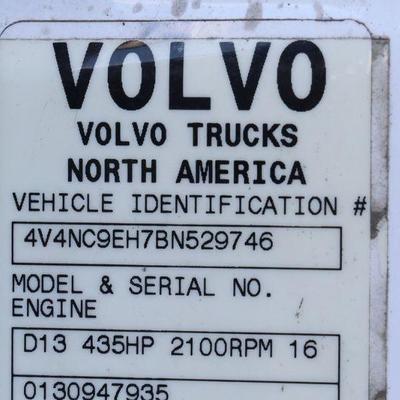 VOLVO
VOLVO TRUCKS
NORTH AMERICA
VEHICLE IDENTIFICATION #
4V4NC9EH7BN529746
MODEL & SERIAL NO.
ENGINE
D13 435HP 2100RPM 16
0130947935